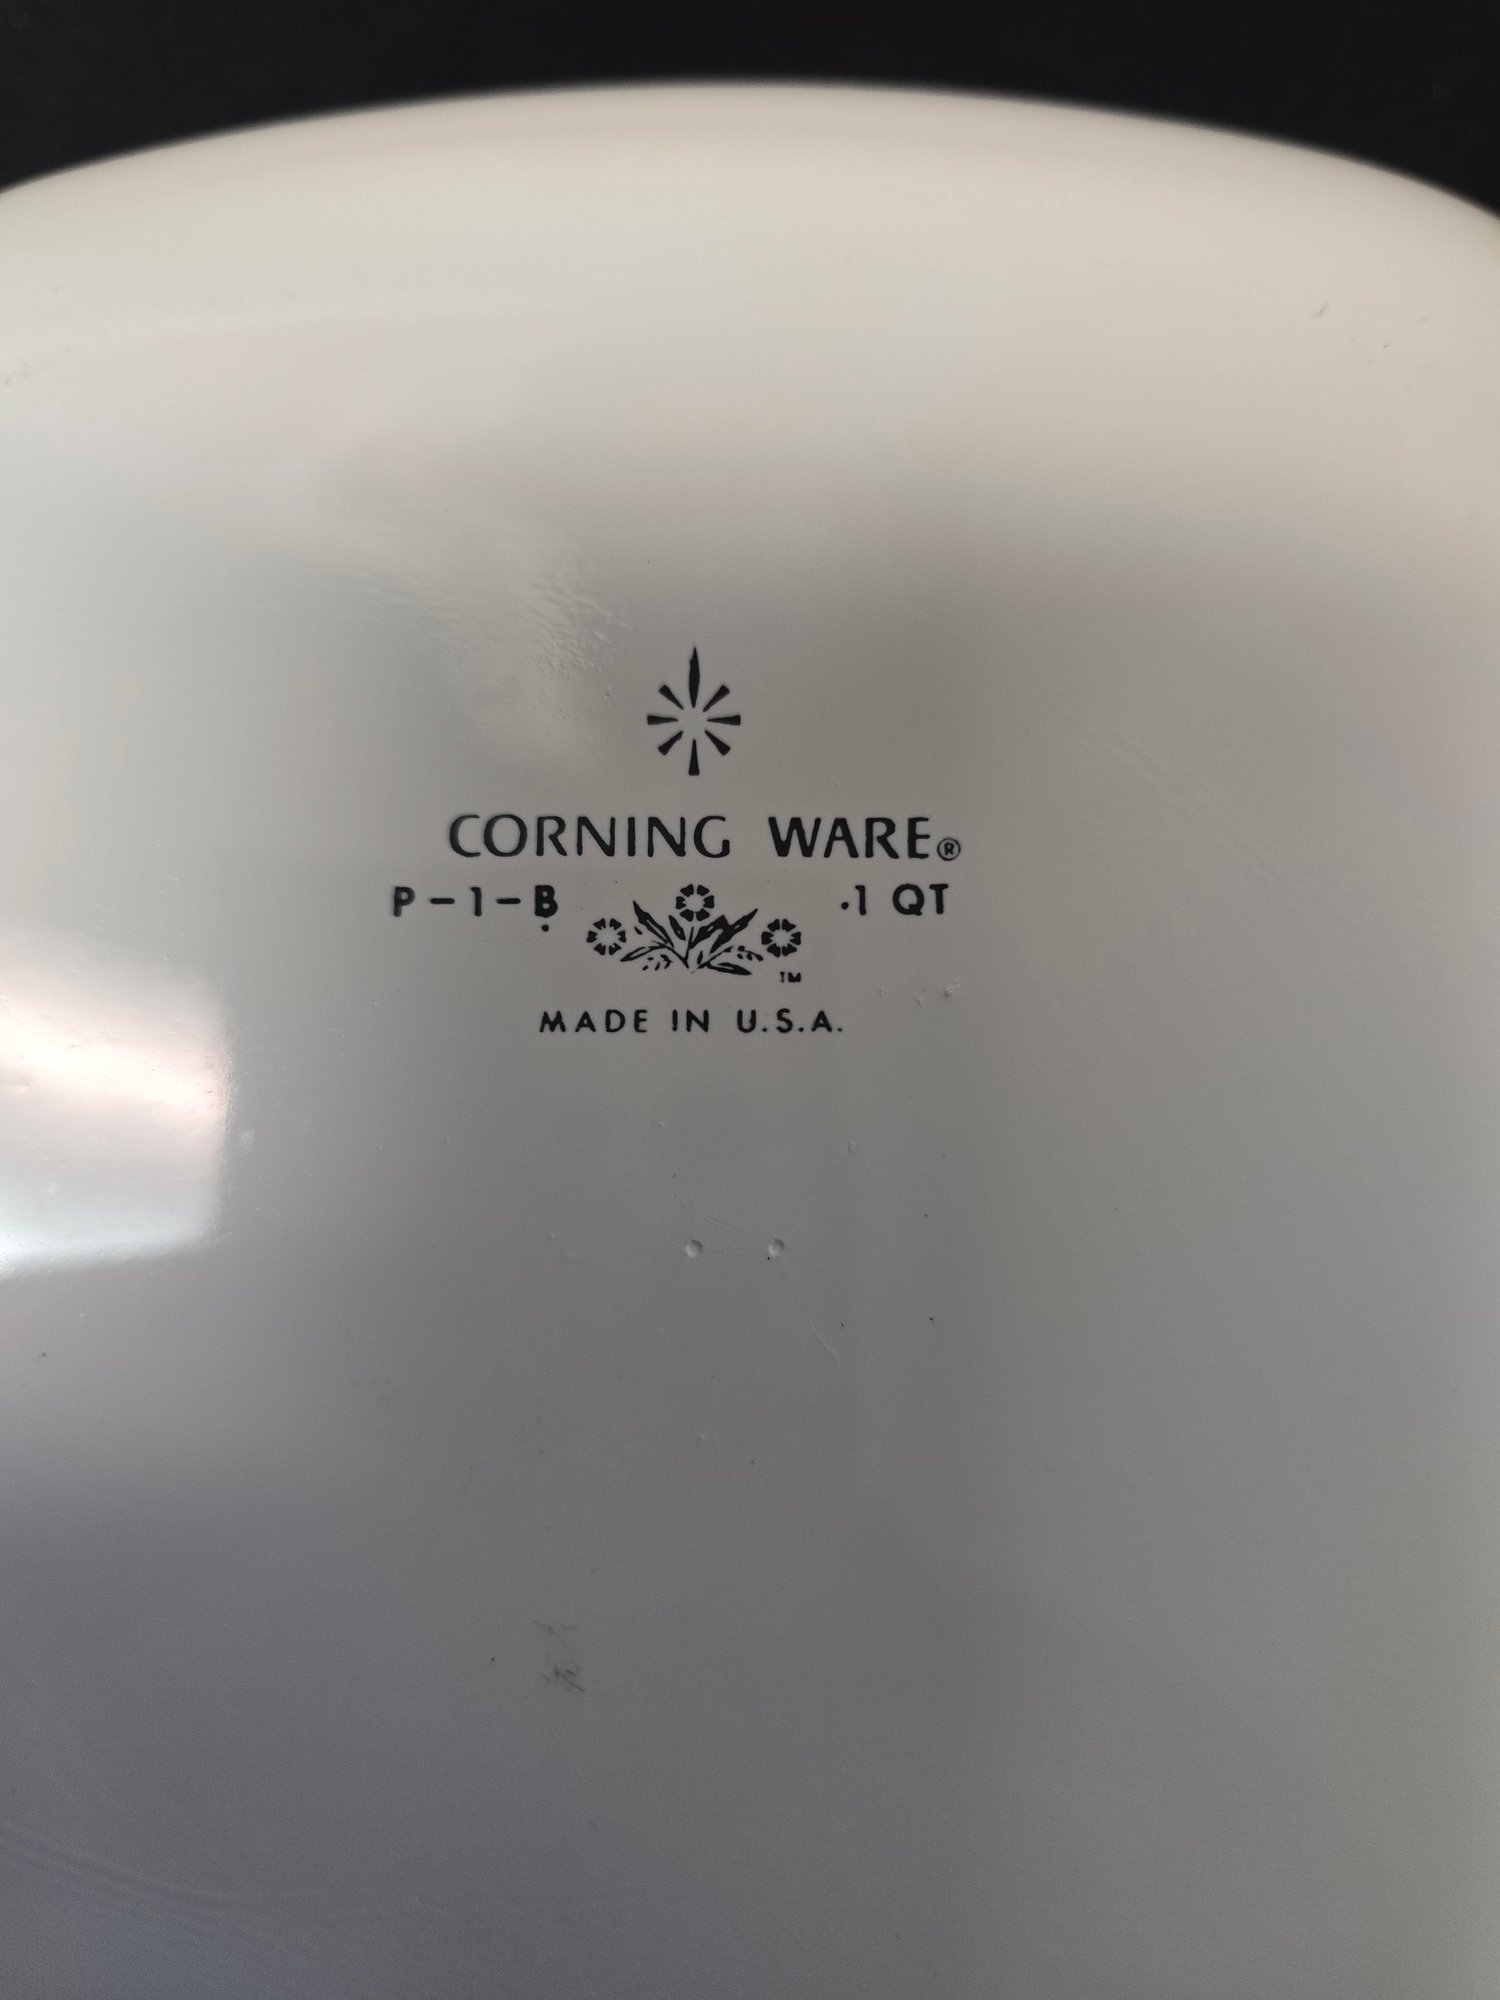 CORNING WARE®
P-1-B 1 QT
TM
MADE IN U.S.A.